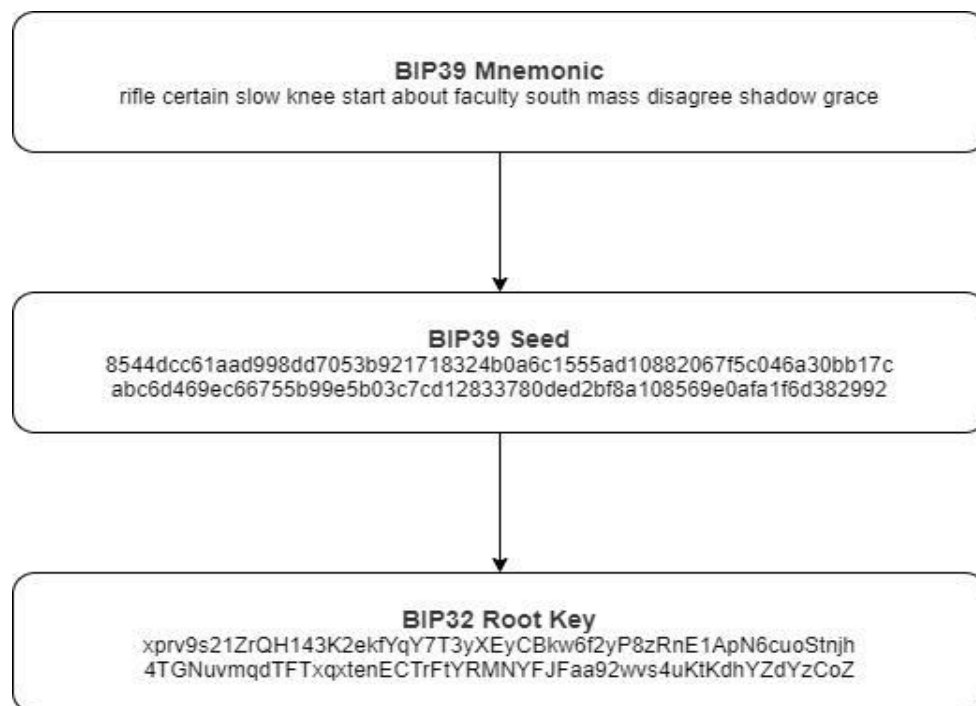 BIP39 Mnemonic
rifle certain slow knee start about faculty south mass disagree shadow grace
BIP39 Seed
8544dcc61aad998dd7053b921718324b0a6c1555ad10882067f5c046a30bb17c
abc6d469ec66755b99e5b03c7cd12833780ded2bf8a108569e0afa1f6d382992
BIP32 Root Key
xprv9s21ZrQH143K2ekfYqY7T3yXEyCBkw6f2yP8zRnE1ApN6cuoStnjh
4TGNuvmqdTFTxqxtenECTrFtYRMNYFJFaa92wvs4uKtKdhYZdYzCoZ